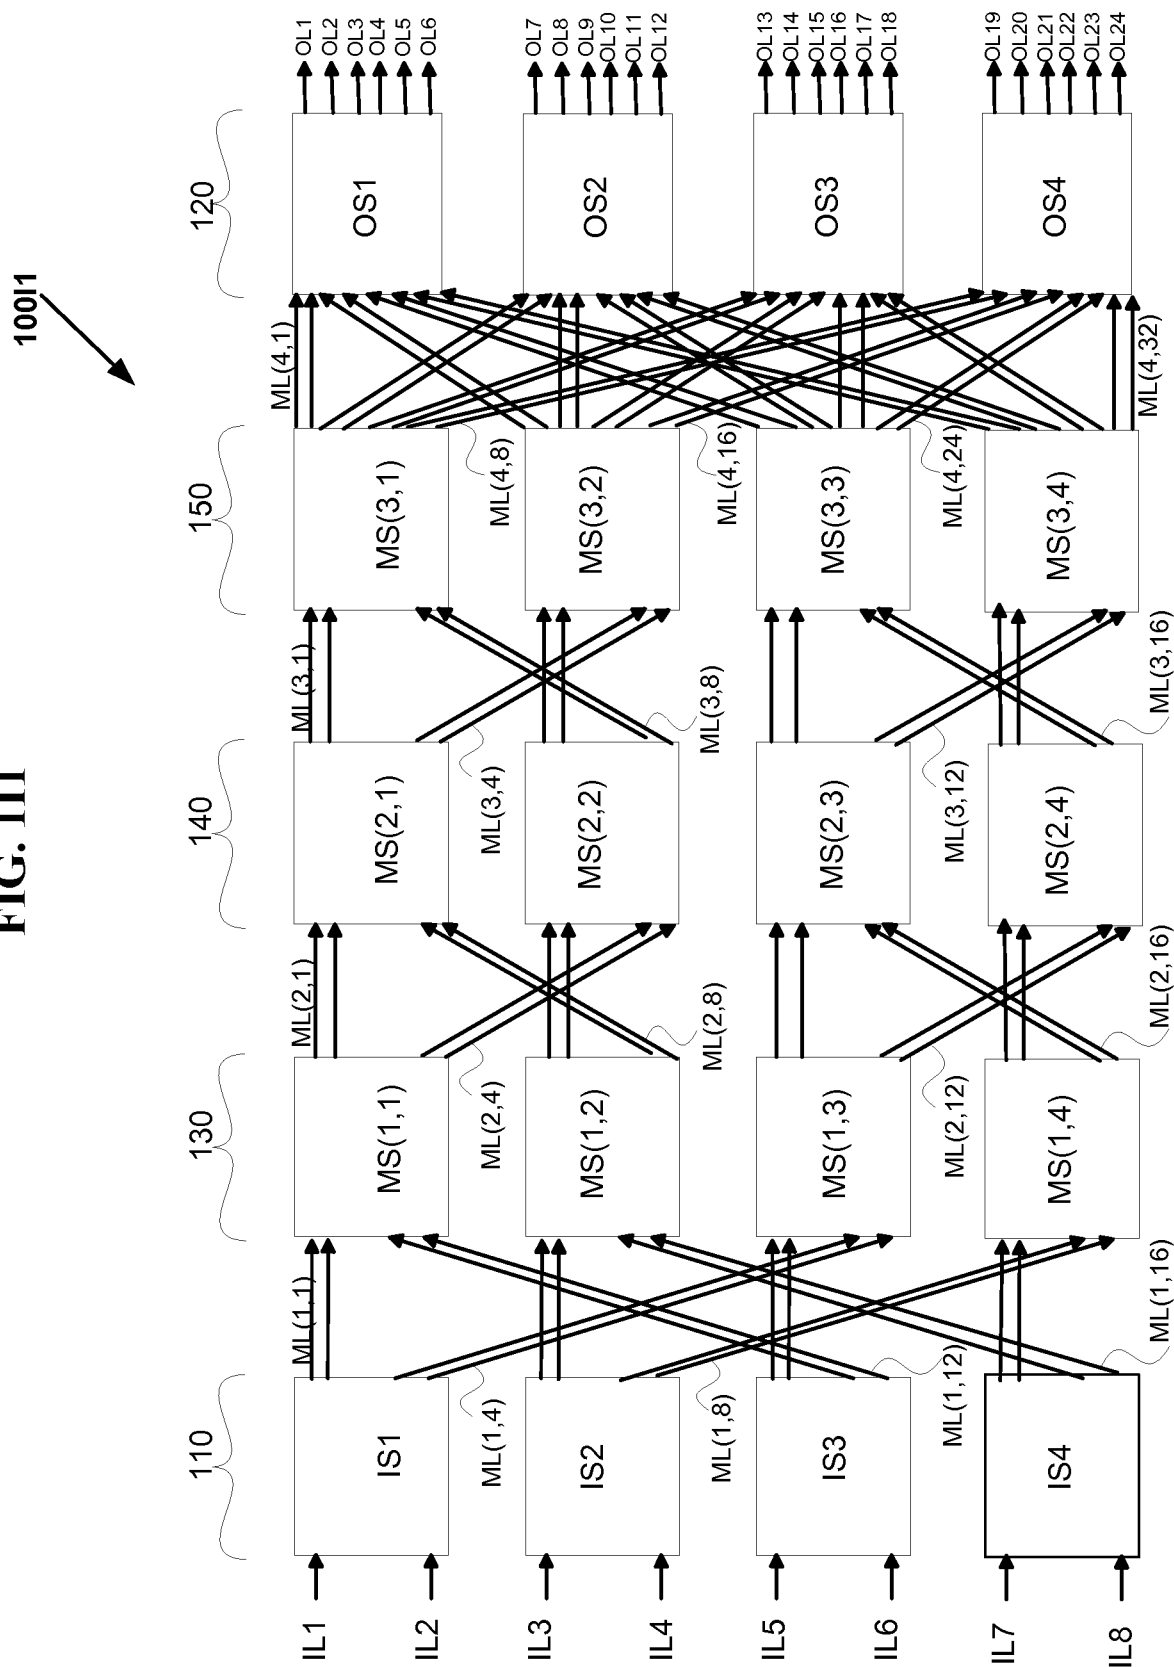 FIG. 1I1
100I1
110
130
140
150
120
IL1
IL2
IL3
IL4
IL5
IL6
IL7
IL8
IS1
IS2
IS3
IS4
ML(1,1)
ML(1,4)
ML(1,8)
ML(1,12)
ML(1,16)
MS(1,1)
MS(1,2)
MS(1,3)
MS(1,4)
ML(2,1)
ML(2,4)
ML(2,8)
ML(2,12)
ML(2,16)
MS(2,1)
MS(2,2)
MS(2,3)
MS(2,4)
ML(3,1)
ML(3,4)
ML(3,8)
ML(3,12)
ML(3,16)
MS(3,1)
MS(3,2)
MS(3,3)
MS(3,4)
ML(4,1)
ML(4,8)
ML(4,16)
ML(4,24)
ML(4,32)
OS1
OS2
OS3
OS4
OL1
OL2
OL3
OL4
OL5
OL6
OL7
OL8
OL9
OL10
OL11
OL12
OL13
OL14
OL15
OL16
OL17
OL18
OL19
OL20
OL21
OL22
OL23
OL24